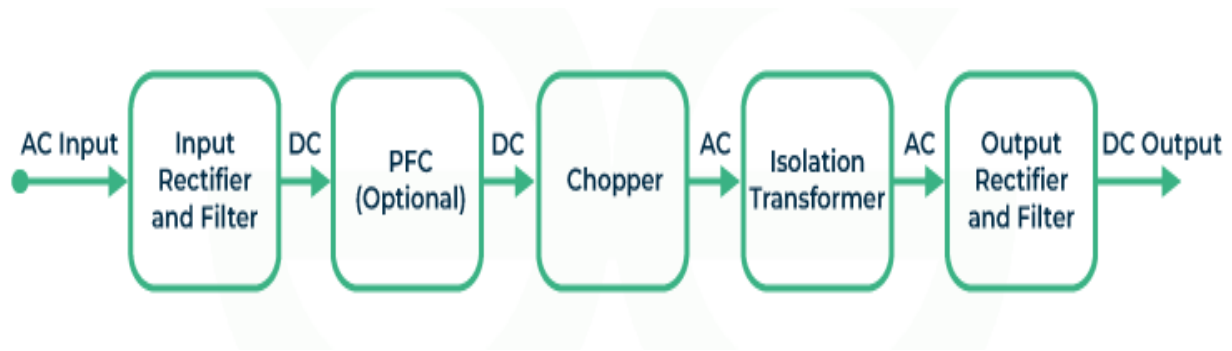 AC Input
Input
Rectifier
and Filter
DC
PFC
(Optional)
DC
Chopper
AC
Isolation
Transformer
AC
Output
Rectifier
and Filter
DC Output